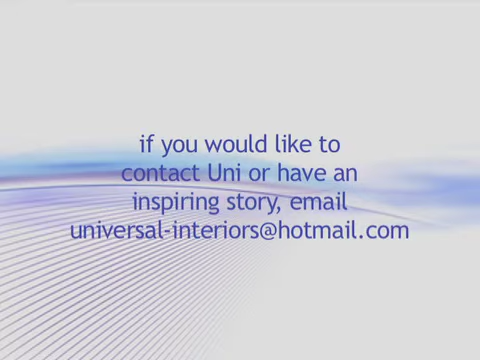 if you would like to
contact Uni or have an
inspiring story, email
universal-interiors@hotmail.com